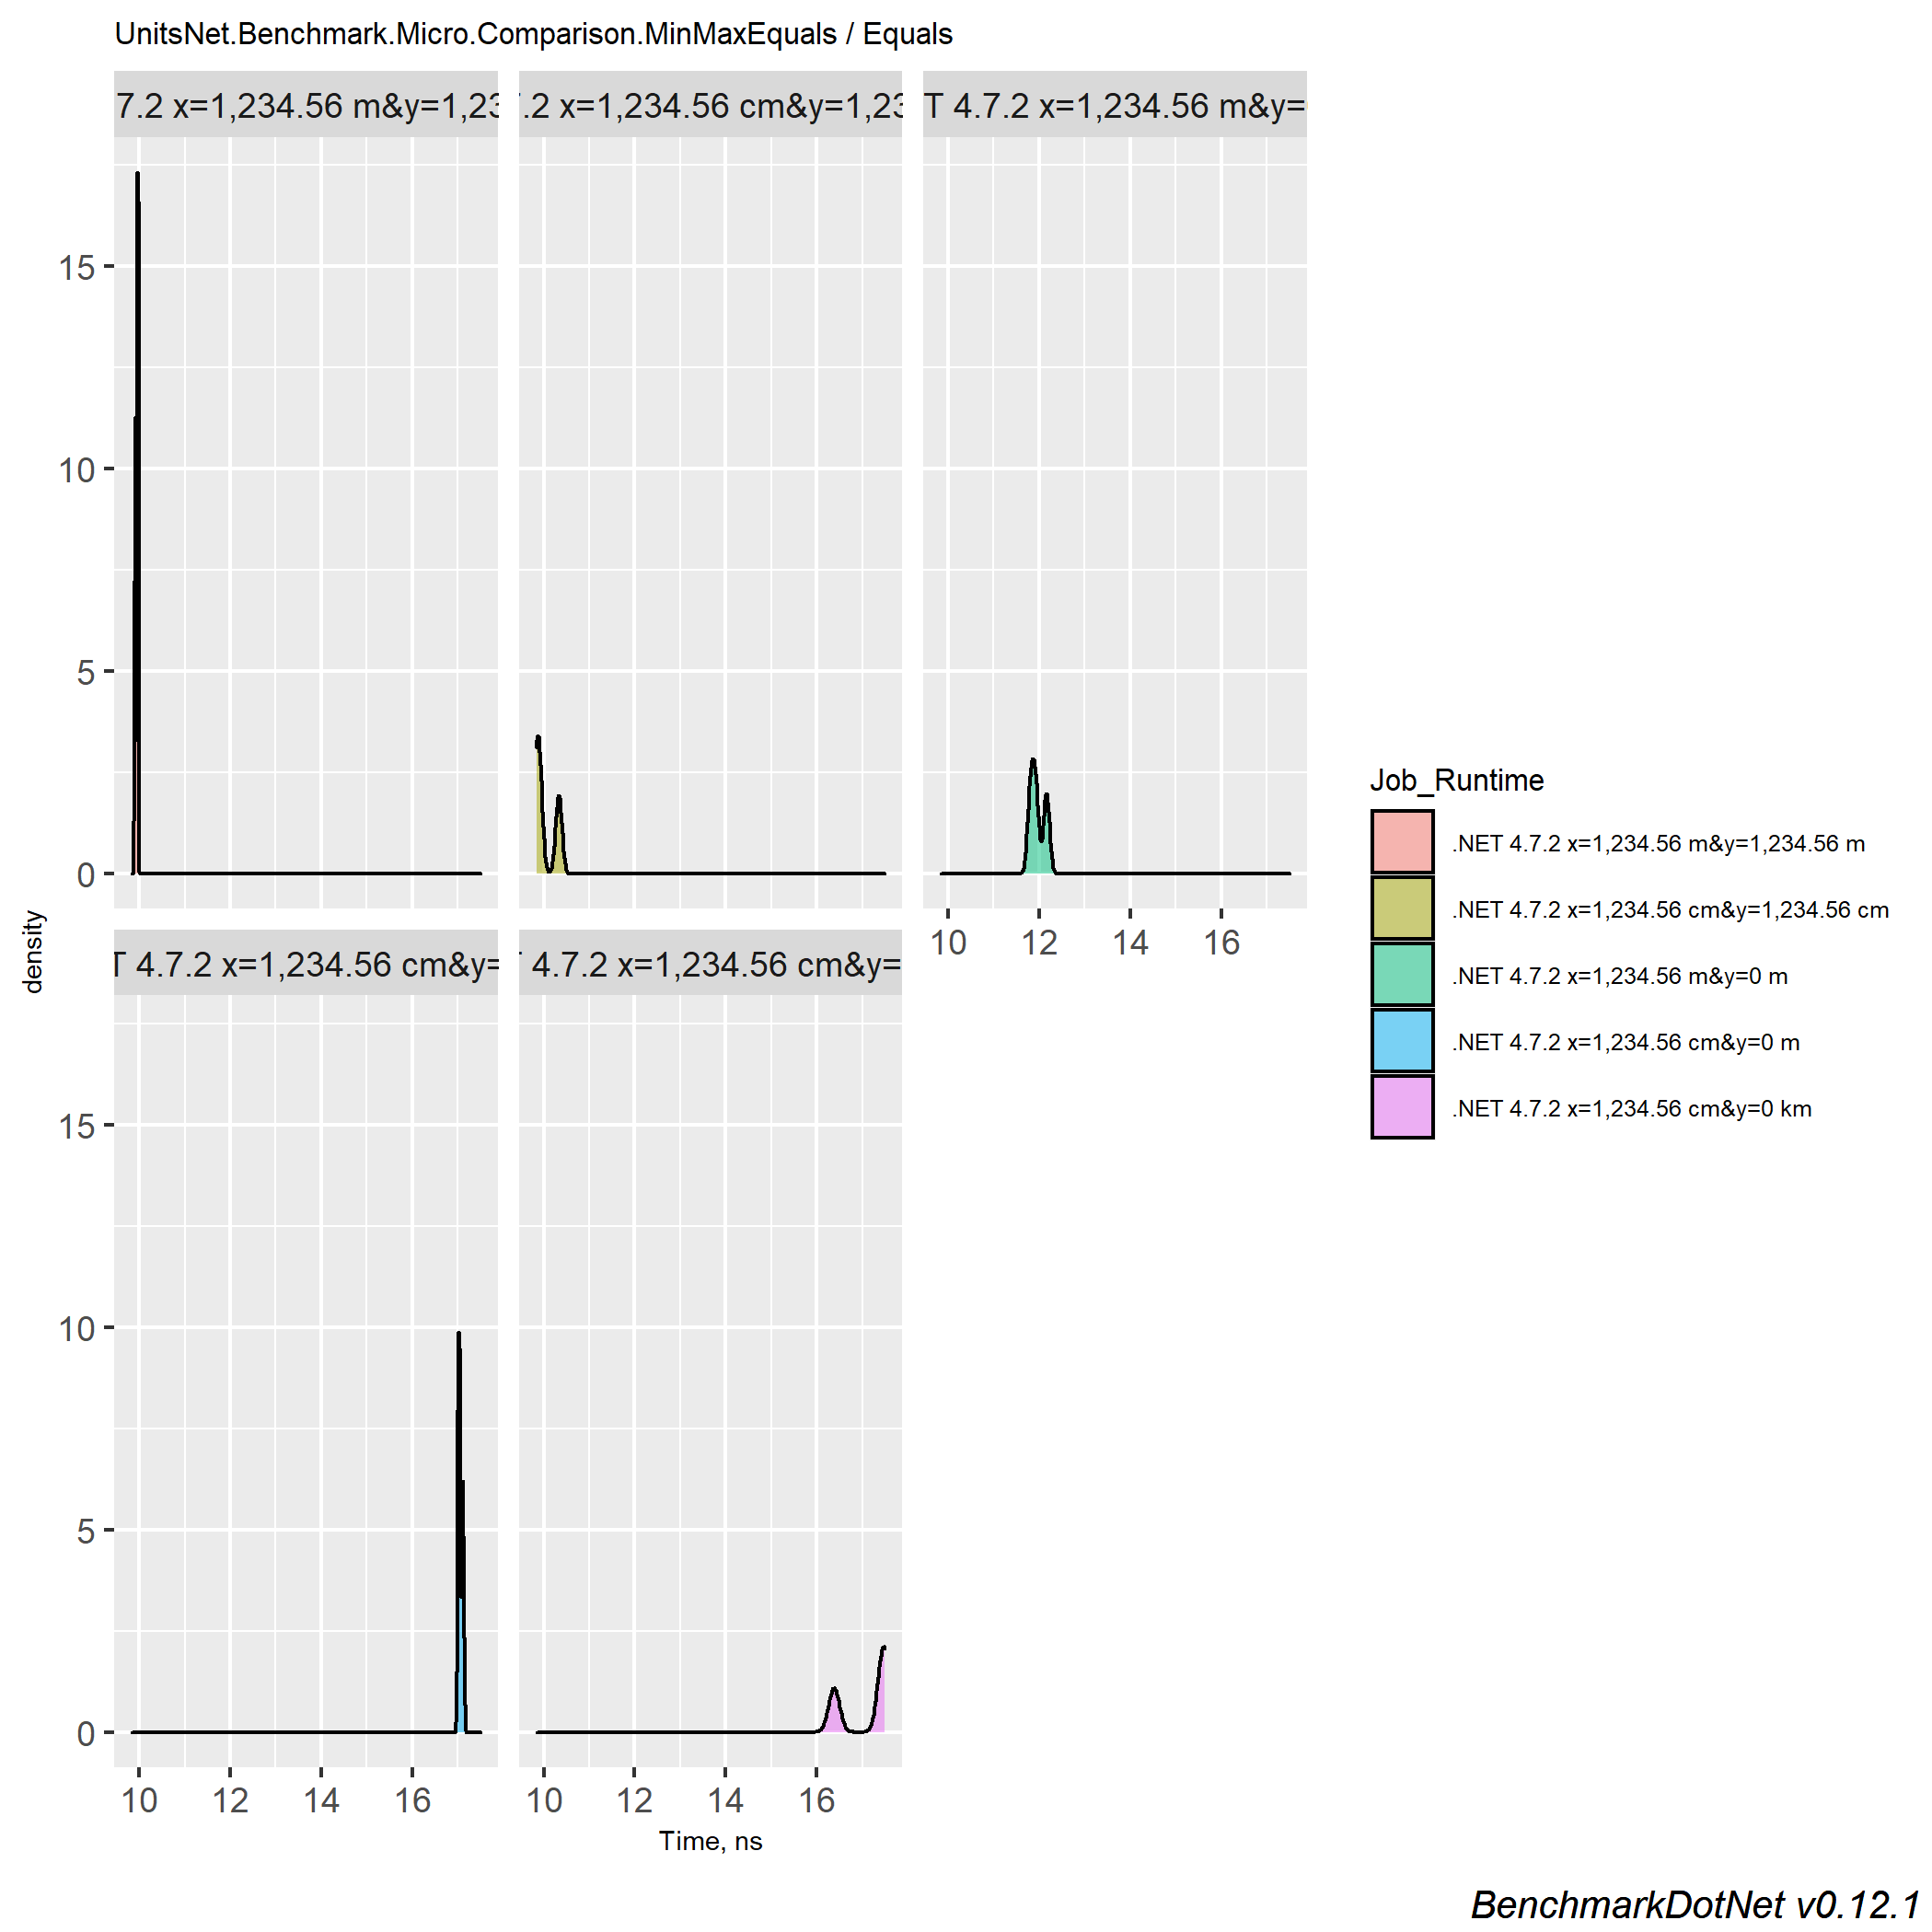 UnitsNet.Benchmark.Micro.Comparison.MinMaxEquals / Equals
7.2 x=1,234.56 m&y=1,23
.2 x=1,234.56 cm&y=1,23
T 4.7.2 x=1,234.56 m&y=
15
10
5
0
10 12 14 16
density
T 4.7.2 x=1,234.56 cm&y=
4.7.2 x=1,234.56 cm&y=
15
10
5
0
10 12 14 16
10 12 14 16
Time, ns
Job_Runtime
.NET 4.7.2 x=1,234.56 m&y=1,234.56 m
.NET 4.7.2 x=1,234.56 cm&y=1,234.56 cm
.NET 4.7.2 x=1,234.56 m&y=0 m
.NET 4.7.2 x=1,234.56 cm&y=0 m
.NET 4.7.2 x=1,234.56 cm&y=0 km
BenchmarkDotNet v0.12.1